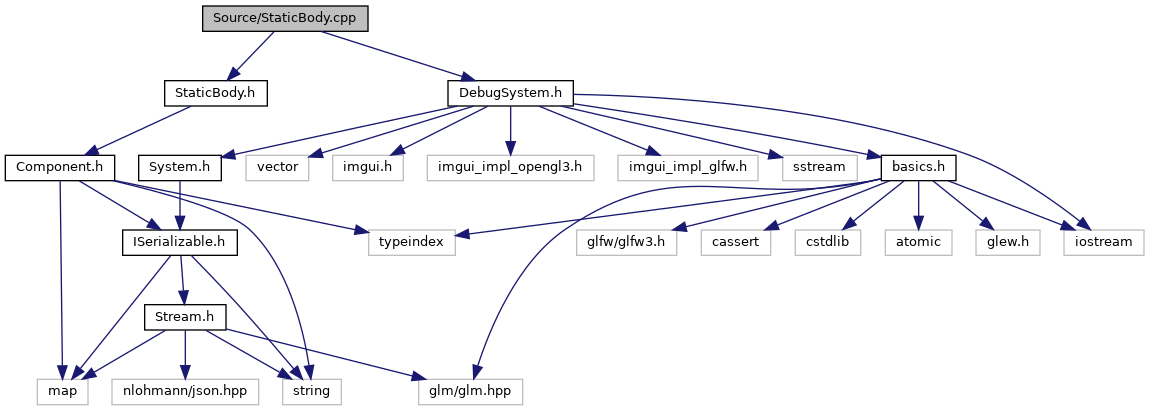 Source/StaticBody.cpp
StaticBody.h
DebugSystem.h
Component.h
System.h
vector
imgui.h
imgui_impl_opengl3.h
imgui_impl_glfw.h
sstream
basics.h
ISerializable.h
typeindex
glfw/glfw3.h
cassert
cstdlib
atomic
glew.h
iostream
Stream.h
map
nlohmann/json.hpp
string
glm/glm.hpp